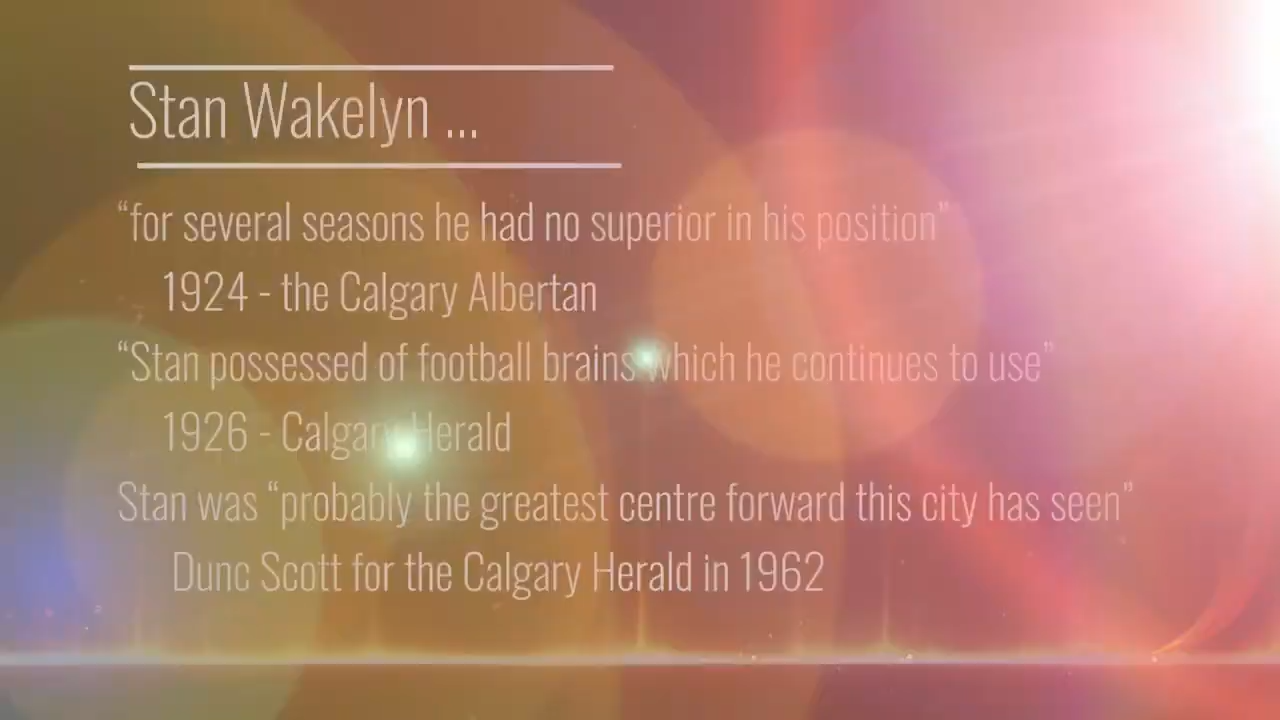 Stan Wakelyn ...
“for several seasons he had no superior in his position”
1924 - the Calgary Albertan
“Stan possessed of football brains which he continues to use”
1926 - Calgary Herald
Stan was “probably the greatest centre forward this city has seen”
Dunc Scott for the Calgary Herald in 1962